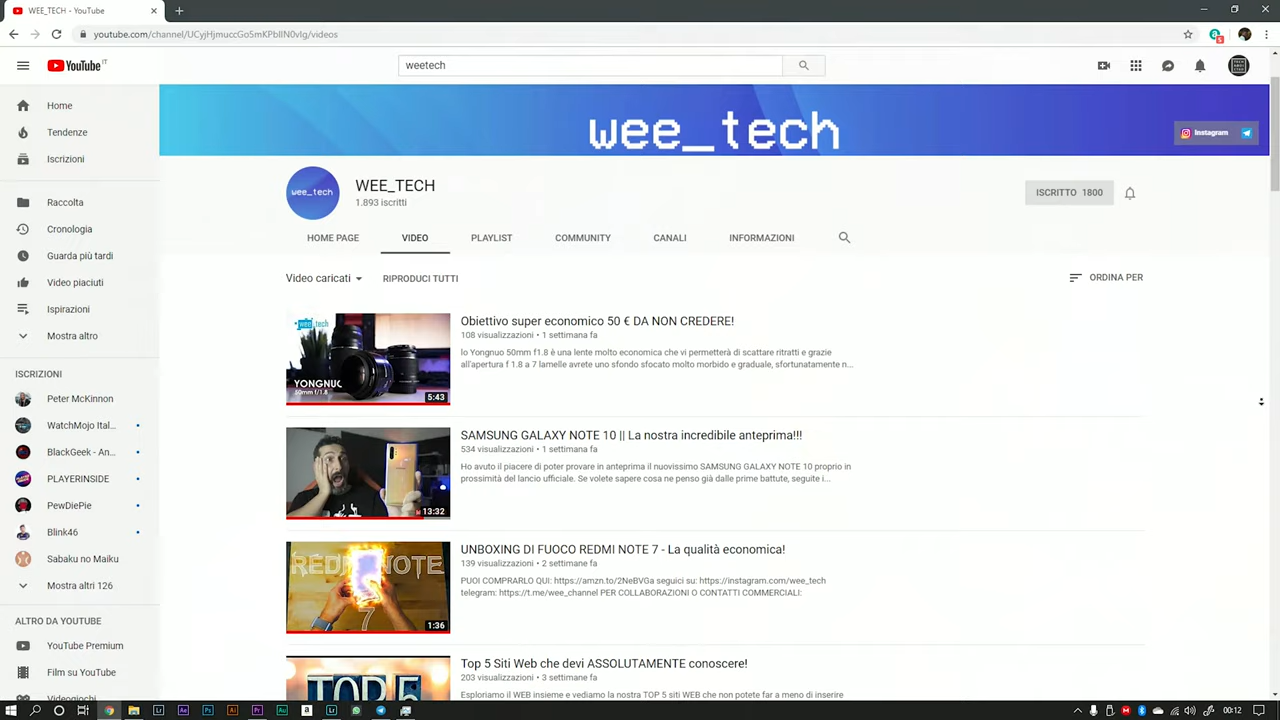 WEE_TECH - YouTube
youtube.com/channel/UCyjHjmuccGo5mKPbIIN0vIg/videos
YouTube IT
weetech
wee_tech
Instagram
Home
Tendenze
Iscrizioni
Raccolta
Cronologia
Guarda più tardi
Video piaciuti
Ispirazioni
Mostra altro
ISCRIZIONI
Peter McKinnon
WatchMojo Ital...
BlackGeek - An...
PLAYERINSIDE
PewDiePie
Blink46
Sabaku no Maiku
Mostra altri 126
ALTRO DA YOUTUBE
YouTube Premium
Film su YouTube
Videogiochi
wee_tech
WEE_TECH
1.893 iscritti
ISCRITTO 1800
HOME PAGE VIDEO PLAYLIST COMMUNITY CANALI INFORMAZIONI
Video caricati RIPRODUCI TUTTI
ORDINA PER
wee_tech
YONGNUO
50mm f/1.8
5:43
Obiettivo super economico 50 € DA NON CREDERE!
108 visualizzazioni • 1 settimana fa
lo Yongnuo 50mm f1.8 è una lente molto economica che vi permetterà di scattare ritratti e grazie
all'apertura f 1.8 a 7 lamelle avrete uno sfondo sfocato molto morbido e graduale, sfortunatamente n...
13:32
SAMSUNG GALAXY NOTE 10 || La nostra incredibile anteprima!!!
534 visualizzazioni • 1 settimana fa
Ho avuto il piacere di poter provare in anteprima il nuovissimo SAMSUNG GALAXY NOTE 10 proprio in
prossimità del lancio ufficiale. Se volete sapere cosa ne penso già dalle prime battute, seguite i...
REDMI NOTE
7
1:36
UNBOXING DI FUOCO REDMI NOTE 7 - La qualità economica!
139 visualizzazioni • 2 settimane fa
PUOI COMPRARLO QUI: https://amzn.to/2NeBVGa seguici su: https://instagram.com/wee_tech
telegram: https://t.me/wee_channel PER COLLABORAZIONI O CONTATTI COMMERCIALI:
TOP 5
Top 5 Siti Web che devi ASSOLUTAMENTE conoscere!
203 visualizzazioni • 3 settimane fa
Esploriamo il WEB insieme e vediamo la nostra TOP 5 siti WEB che non potete far a meno di inserire
00:12